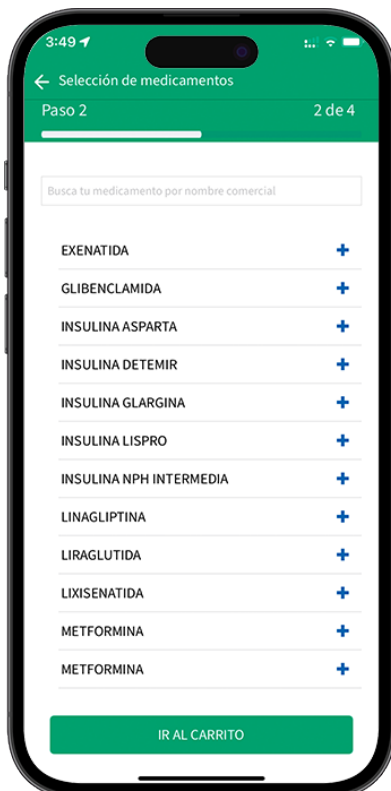 3:49
Selección de medicamentos
Paso 2 2 de 4
Busca tu medicamento por nombre comercial
EXENATIDA
GLIBENCLAMIDA
INSULINA ASPARTA
INSULINA DETEMIR
INSULINA GLARGINA
INSULINA LISPRO
INSULINA NPH INTERMEDIA
LINAGLIPTINA
LIRAGLUTIDA
LIXISENATIDA
METFORMINA
METFORMINA
IR AL CARRITO